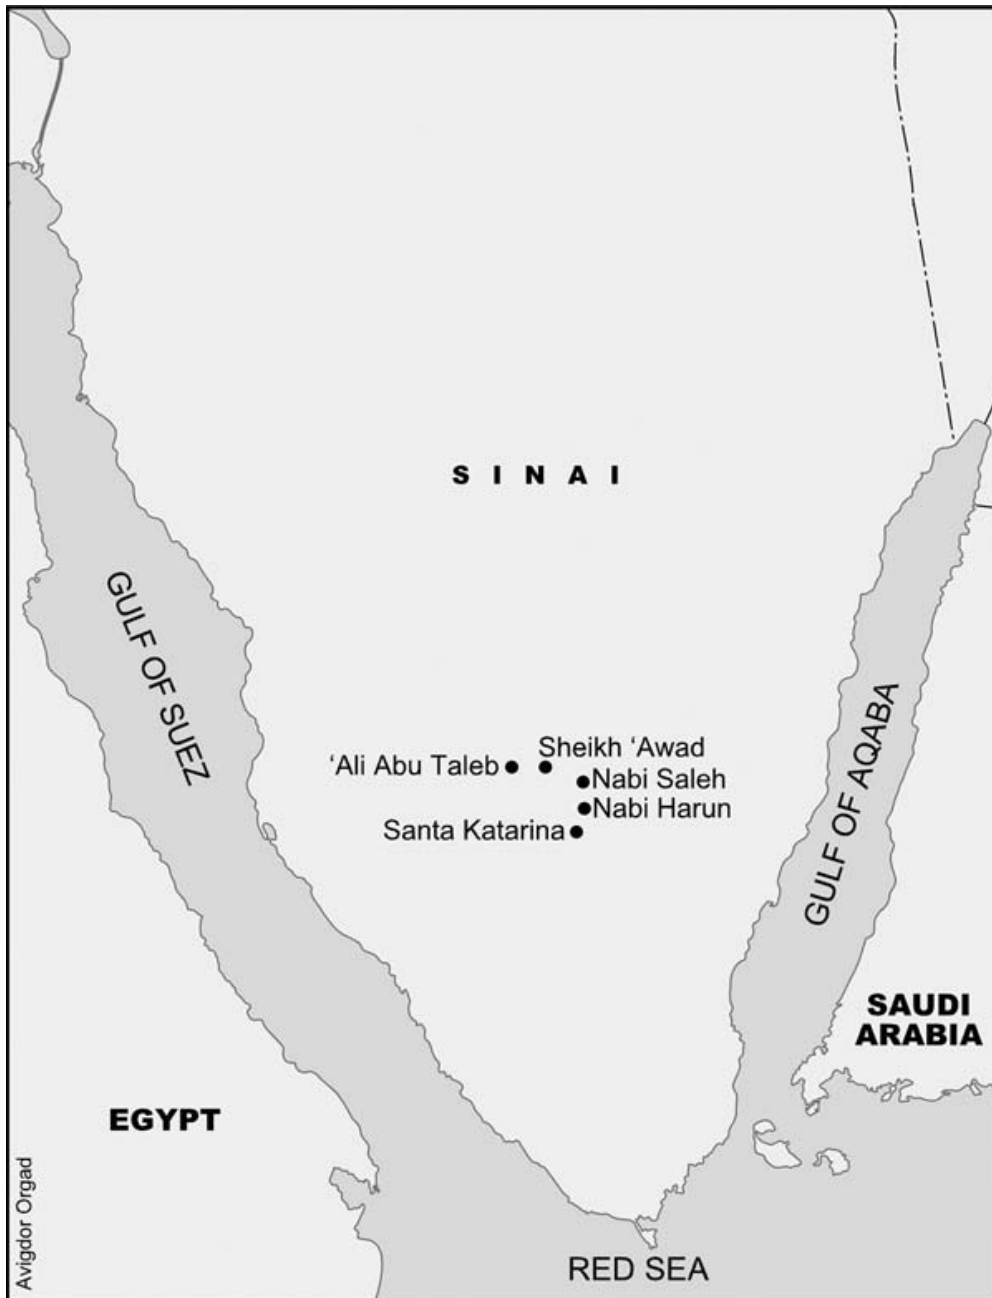 S I N A I
GULF OF SUEZ
GULF OF AQABA
Sheikh ‘Awad
‘Ali Abu Taleb
Nabi Saleh
Nabi Harun
Santa Katarina
SAUDI
ARABIA
EGYPT
Avigdor Orgad
RED SEA